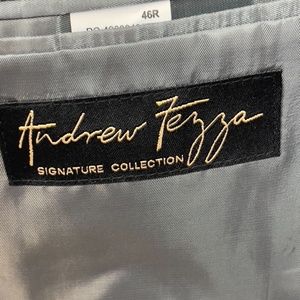 46R
Andrew Fezza
SIGNATURE COLLECTION